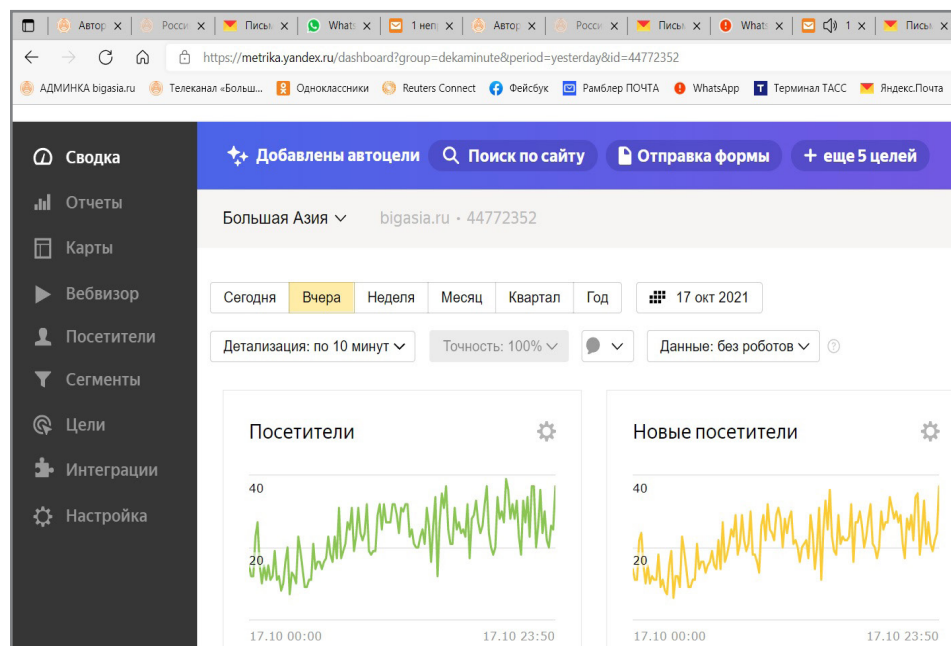 Автор Росси Письм Whats 1 неп Автор Росси Письм Whats 1 Письм
https://metrika.yandex.ru/dashboard?group=dekaminute&period=yesterday&id=44772352
АДМИНКА bigasia.ru Телеканал «Больш... Одноклассники Reuters Connect Фейсбук Рамблер ПОЧТА WhatsApp Терминал ТАСС Яндекс.Почта
Сводка
Отчеты
Карты
Вебвизор
Посетители
Сегменты
Цели
Интеграции
Настройка
Добавлены автоцели Поиск по сайту Отправка формы + еще 5 целей
Большая Азия bigasia.ru • 44772352
Сегодня Вчера Неделя Месяц Квартал Год 17 окт 2021
Детализация: по 10 минут Точность: 100% Данные: без роботов ?
Посетители
40
20
17.10 00:00 17.10 23:50
Новые посетители
40
20
17.10 00:00 17.10 23:50